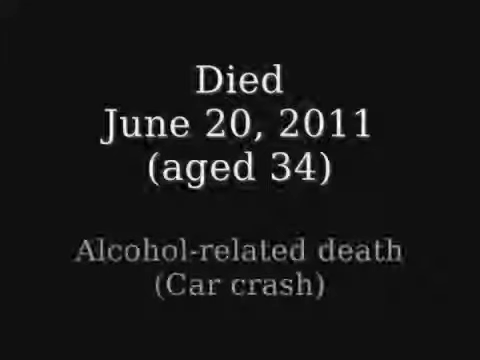 Died
June 20, 2011
(aged 34)
Alcohol-related death
(Car crash)